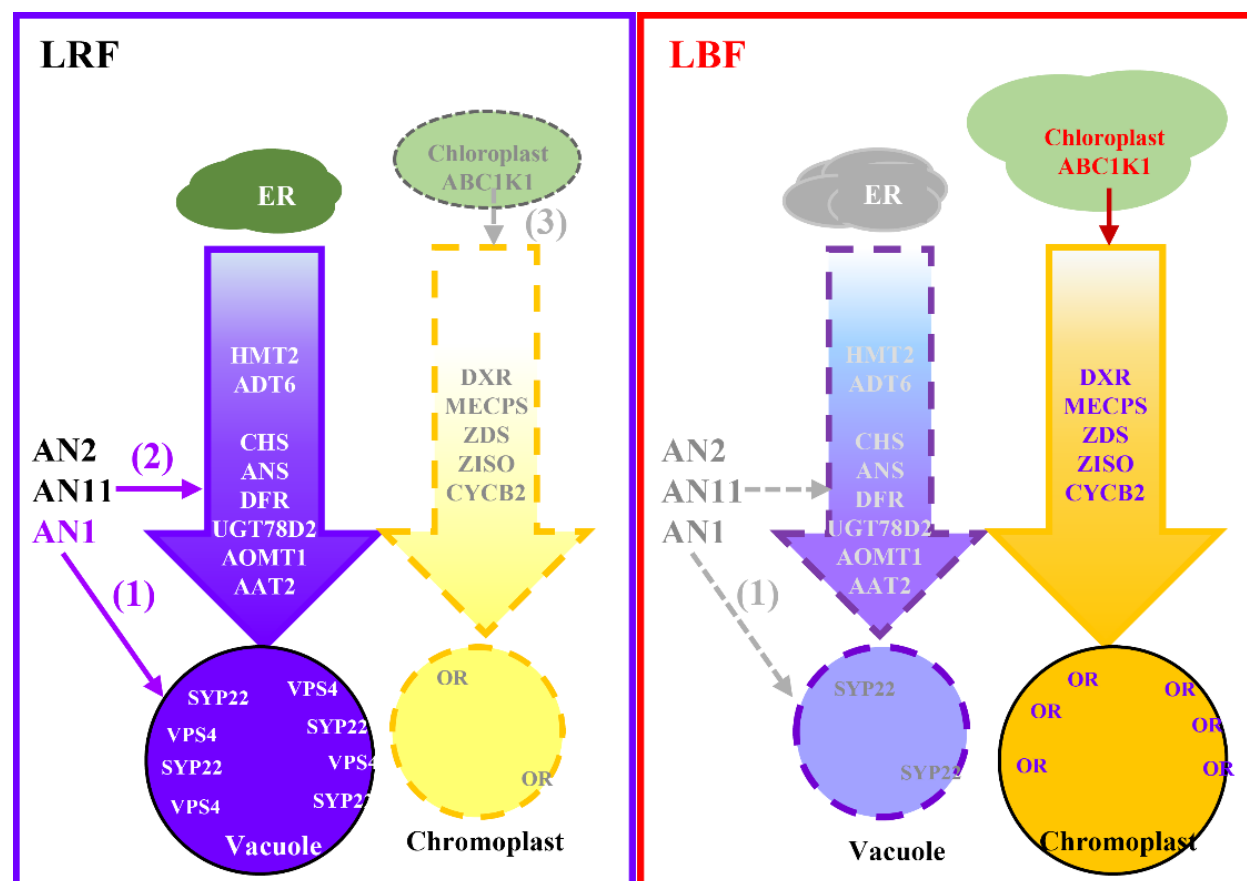 LRF
ER
Chloroplast
ABC1K1
(3)
HMT2
ADT6
CHS
ANS
DFR
UGT78D2
AOMT1
AAT2
AN2
AN11
AN1
(2)
(1)
DXR
MECPS
ZDS
ZISO
CYCB2
SYP22
VPS4
VPS4
SYP22
SYP22
VPS4
VPS4
SYP22
Vacuole
OR
OR
Chromoplast
LBF
ER
Chloroplast
ABC1K1
HMT2
ADT6
CHS
ANS
DFR
UGT78D2
AOMT1
AAT2
AN2
AN11
AN1
(1)
DXR
MECPS
ZDS
ZISO
CYCB2
SYP22
SYP22
Vacuole
OR
OR
OR
OR
OR
OR
Chromoplast